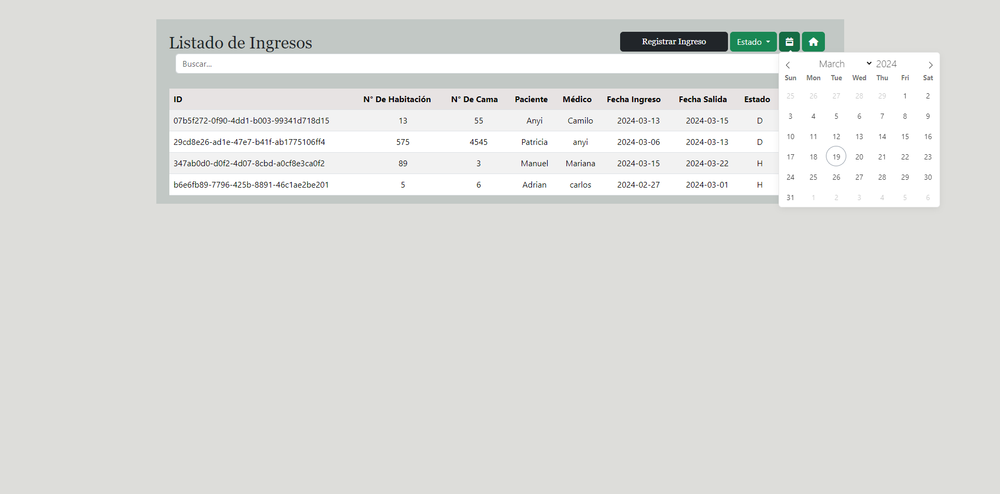 Listado de Ingresos
Registrar Ingreso
Estado
Buscar...
March 2024
Sun Mon Tue Wed Thu Fri Sat
25 26 27 28 29 1 2
3 4 5 6 7 8 9
10 11 12 13 14 15 16
17 18 19 20 21 22 23
24 25 26 27 28 29 30
31 1 2 3 4 5 6
ID N° De Habitación N° De Cama Paciente Médico Fecha Ingreso Fecha Salida Estado
07b5f272-0f90-4dd1-b003-99341d718d15 13 55 Anyi Camilo 2024-03-13 2024-03-15 D
29cd8e26-ad1e-47e7-b41f-ab1775106ff4 575 4545 Patricia anyi 2024-03-06 2024-03-13 D
347ab0d0-d0f2-4d07-8cbd-a0cf8e3ca0f2 89 3 Manuel Mariana 2024-03-15 2024-03-22 H
b6e6fb89-7796-425b-8891-46c1ae2be201 5 6 Adrian carlos 2024-02-27 2024-03-01 H